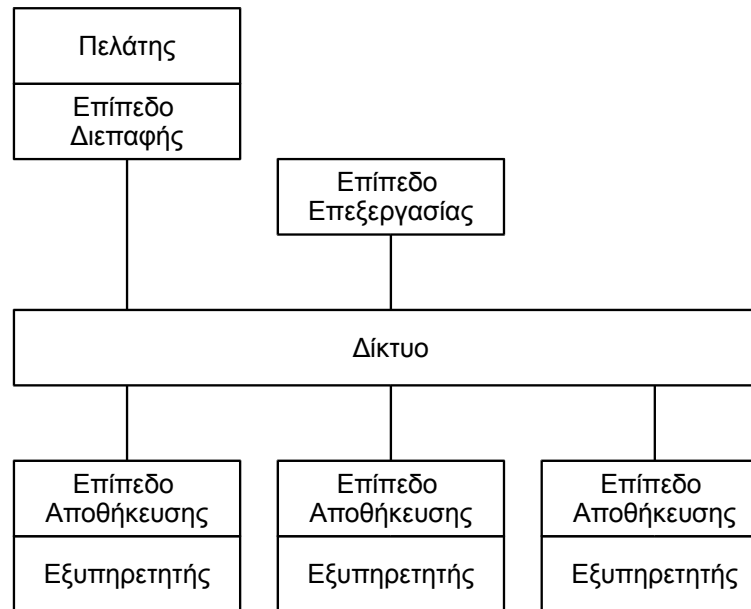 Πελάτης
Επίπεδο
Διεπαφής
Επίπεδο
Επεξεργασίας
Δίκτυο
Επίπεδο
Αποθήκευσης
Επίπεδο
Αποθήκευσης
Επίπεδο
Αποθήκευσης
Εξυπηρετητής
Εξυπηρετητής
Εξυπηρετητής